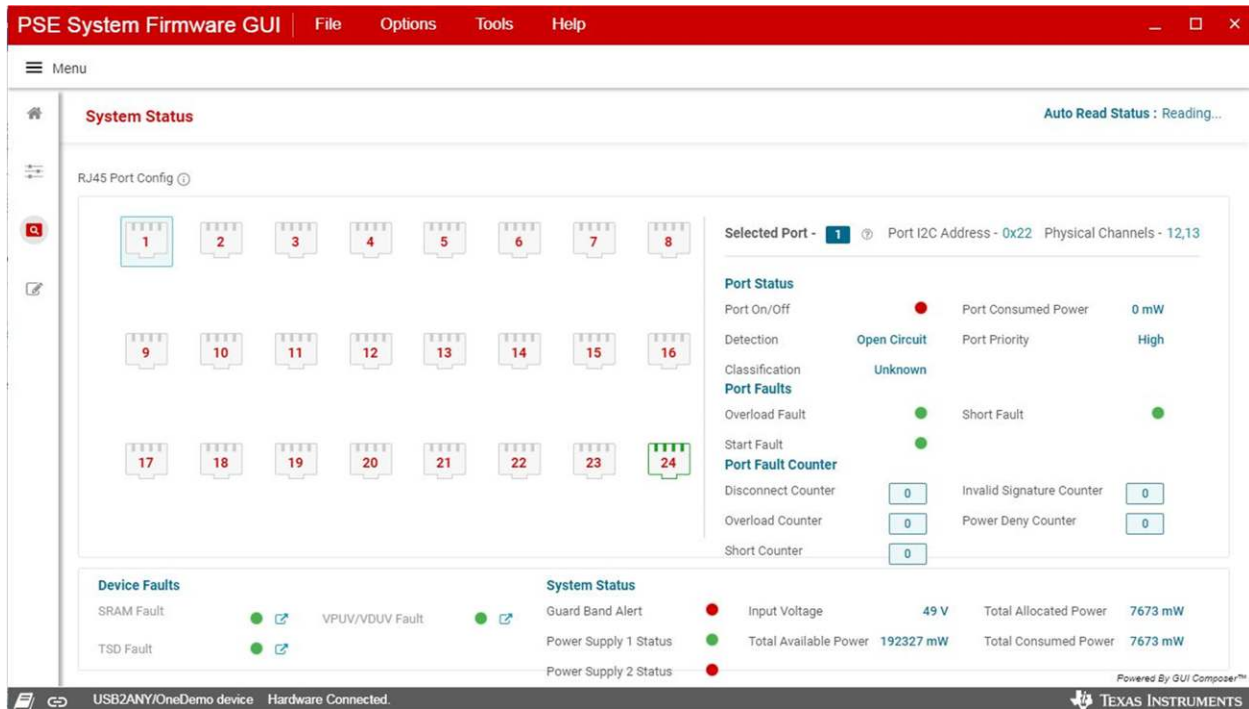 PSE System Firmware GUI File Options Tools Help
Menu
System Status
Auto Read Status : Reading...
RJ45 Port Config
1 2 3 4 5 6 7 8
9 10 11 12 13 14 15 16
17 18 19 20 21 22 23 24
Selected Port - 1 Port I2C Address - 0x22 Physical Channels - 12,13
Port Status
Port On/Off Port Consumed Power 0 mW
Detection Open Circuit Port Priority High
Classification Unknown
Port Faults
Overload Fault Short Fault
Start Fault
Port Fault Counter
Disconnect Counter 0 Invalid Signature Counter 0
Overload Counter 0 Power Deny Counter 0
Short Counter 0
Device Faults
SRAM Fault VPUV/VDUV Fault
TSD Fault
System Status
Guard Band Alert Input Voltage 49 V Total Allocated Power 7673 mW
Power Supply 1 Status Total Available Power 192327 mW Total Consumed Power 7673 mW
Power Supply 2 Status
Powered By GUI Composer™
USB2ANY/OneDemo device Hardware Connected.
TEXAS INSTRUMENTS